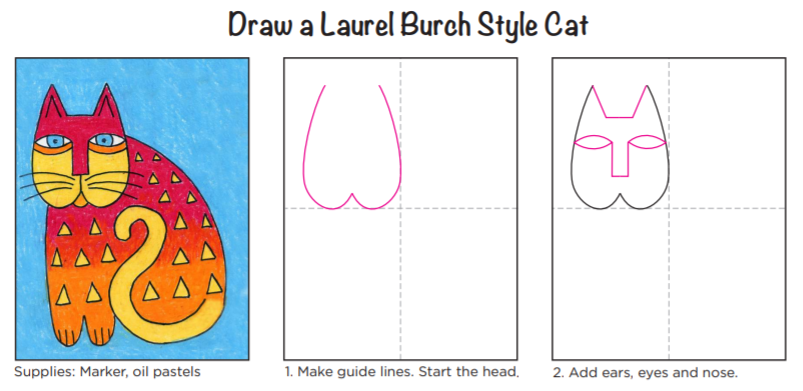 Draw a Laurel Burch Style Cat
Supplies: Marker, oil pastels
1. Make guide lines. Start the head.
2. Add ears, eyes and nose.